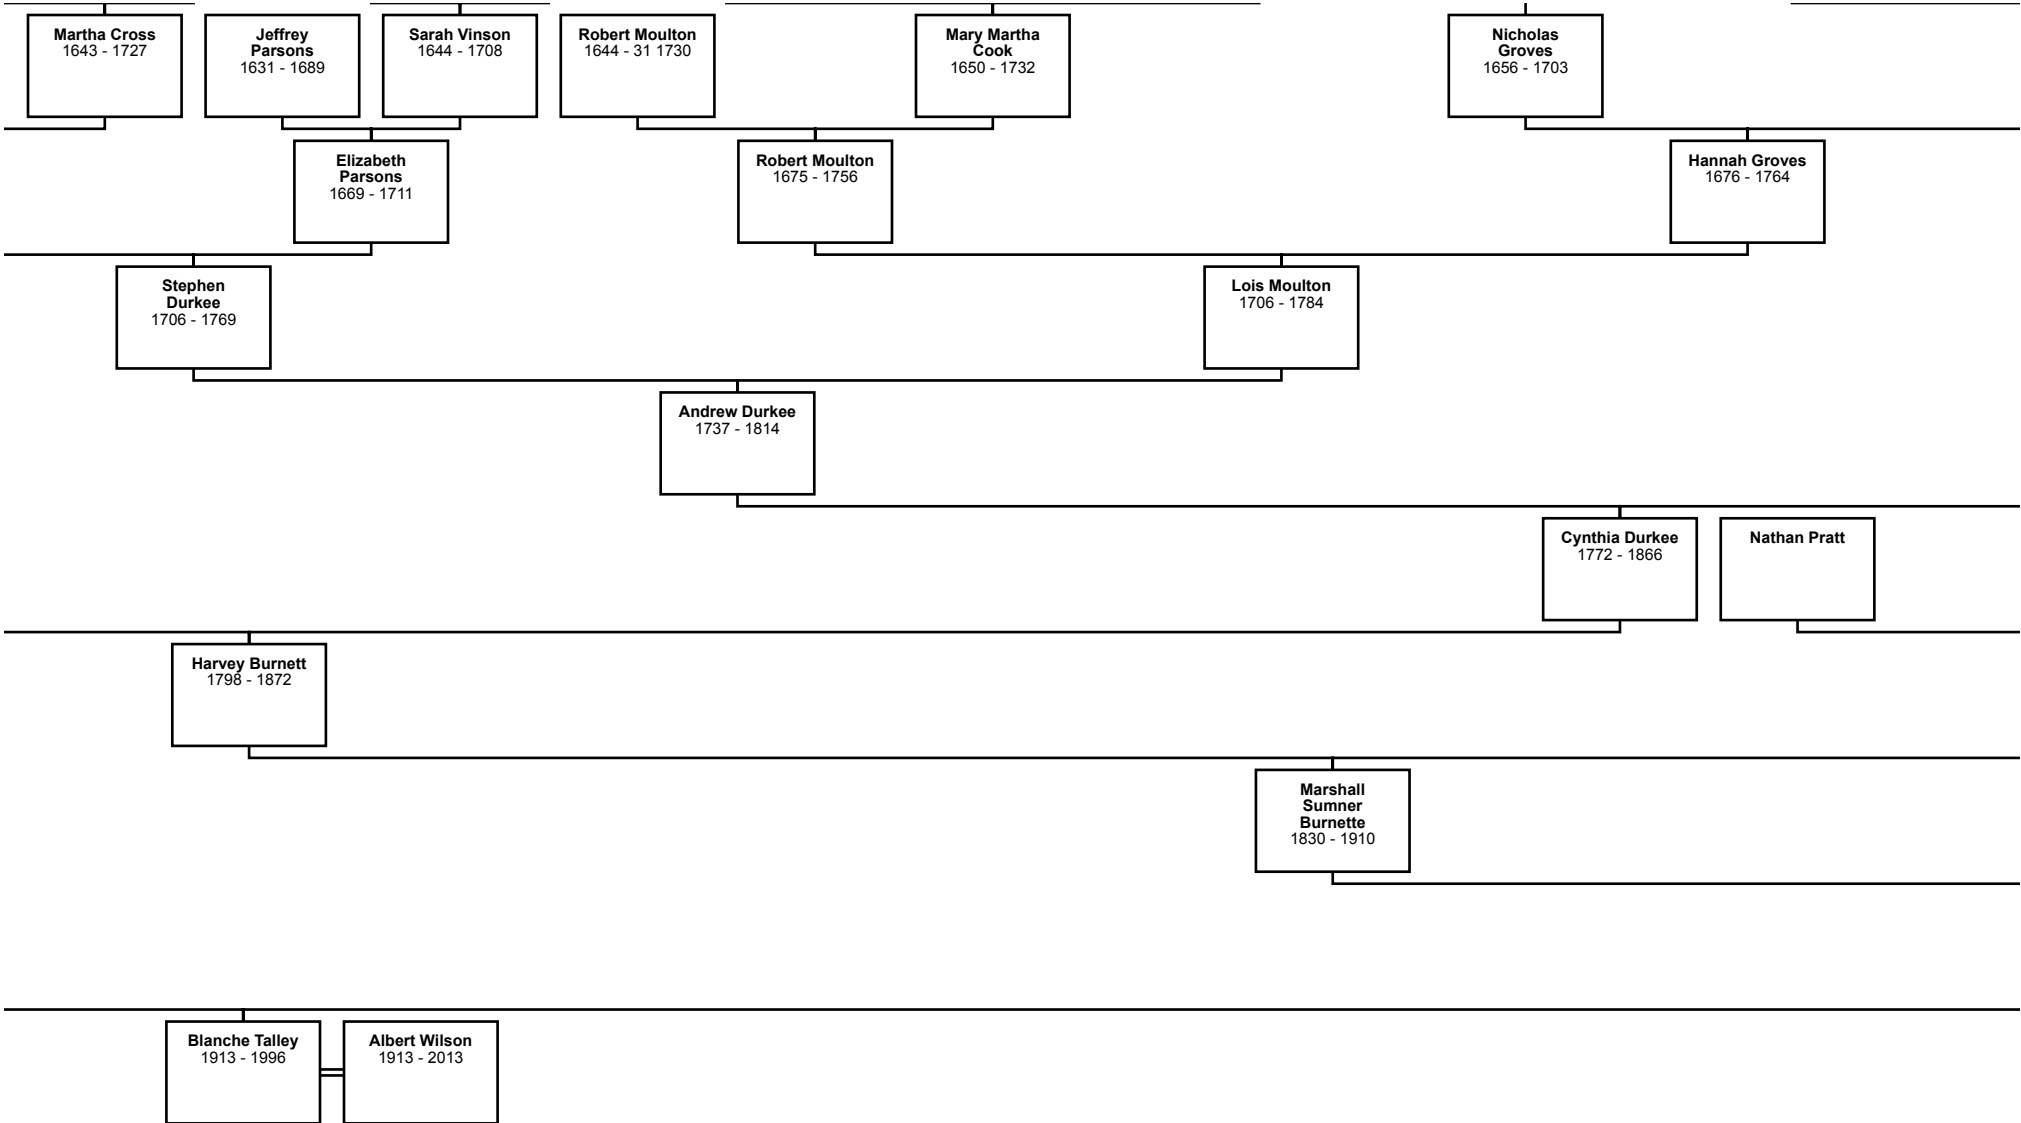 Martha Cross
1643 - 1727
Jeffrey
Parsons
1631 - 1689
Sarah Vinson
1644 - 1708
Robert Moulton
1644 - 31 1730
Mary Martha
Cook
1650 - 1732
Nicholas
Groves
1656 - 1703
Elizabeth
Parsons
1669 - 1711
Robert Moulton
1675 - 1756
Hannah Groves
1676 - 1764
Stephen
Durkee
1706 - 1769
Lois Moulton
1706 - 1784
Andrew Durkee
1737 - 1814
Cynthia Durkee
1772 - 1866
Nathan Pratt
Harvey Burnett
1798 - 1872
Marshall
Sumner
Burnette
1830 - 1910
Blanche Talley
1913 - 1996
Albert Wilson
1913 - 2013